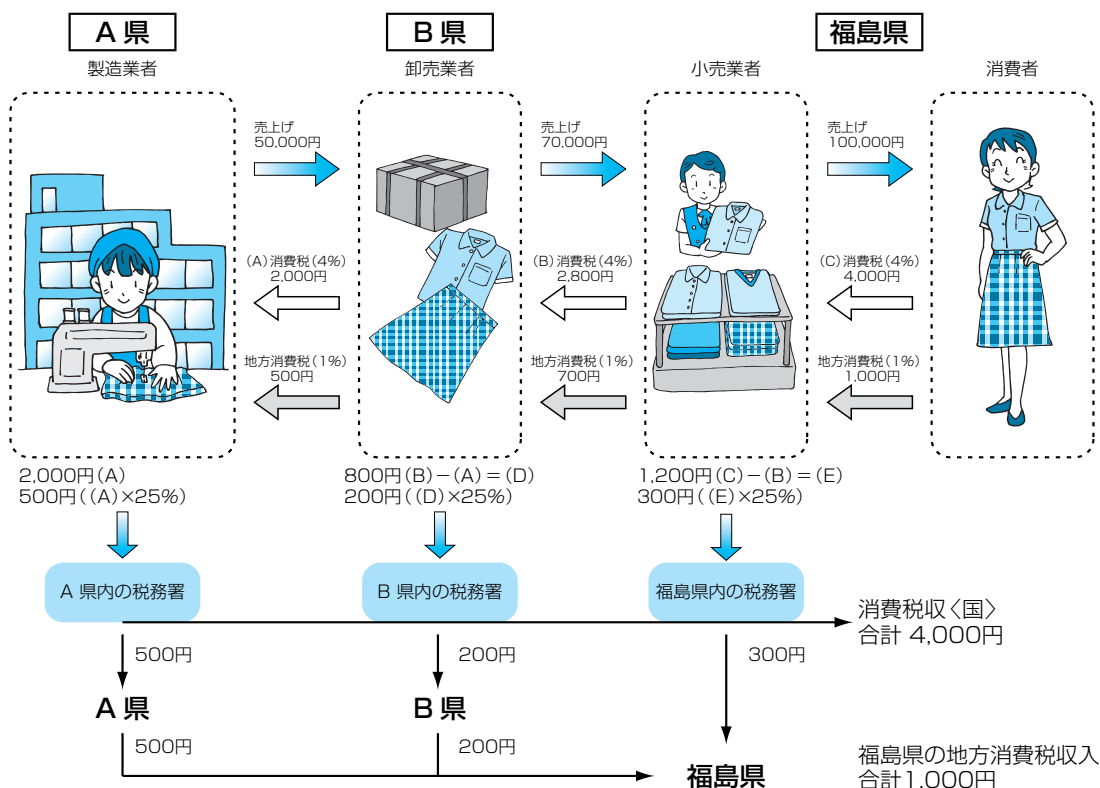 A 県
B 県
福島県
製造業者
卸売業者
小売業者
消費者
売上げ
50,000円
売上げ
70,000円
売上げ
100,000円
(A)消費税(4%)
2,000円
(B)消費税(4%)
2,800円
(C)消費税(4%)
4,000円
地方消費税(1%)
500円
地方消費税(1%)
700円
地方消費税(1%)
1,000円
2,000円(A)
500円((A)×25%)
800円(B)－(A)＝(D)
200円((D)×25%)
1,200円(C)－(B)＝(E)
300円((E)×25%)
A 県内の税務署
B 県内の税務署
福島県内の税務署
消費税収〈国〉
合計 4,000円
500円
200円
300円
A 県
B 県
500円
200円
福島県
福島県の地方消費税収入
合計1,000円